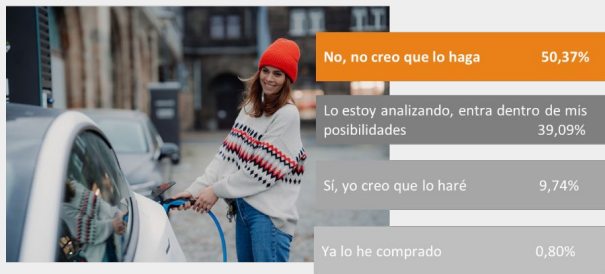 No, no creo que lo haga 50,37%
Lo estoy analizando, entra dentro de mis
posibilidades 39,09%
Sí, yo creo que lo haré 9,74%
Ya lo he comprado 0,80%